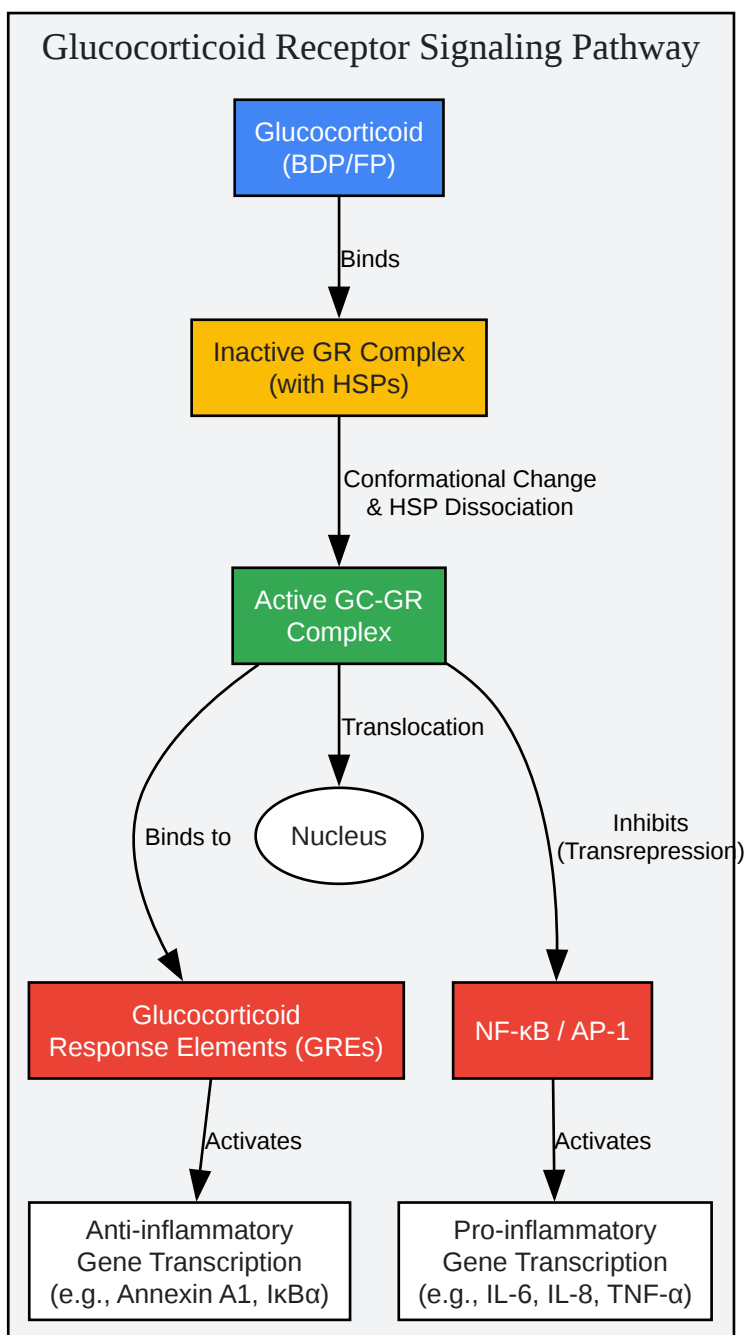 Glucocorticoid Receptor Signaling Pathway
Glucocorticoid
(BDP/FP)
Binds
Inactive GR Complex
(with HSPs)
Conformational Change
& HSP Dissociation
Active GC-GR
Complex
Translocation
Binds to
Nucleus
Inhibits
(Transrepression)
Glucocorticoid
Response Elements (GREs)
NF-κB / AP-1
Activates
Activates
Anti-inflammatory
Gene Transcription
(e.g., Annexin A1, IκBα)
Pro-inflammatory
Gene Transcription
(e.g., IL-6, IL-8, TNF-α)